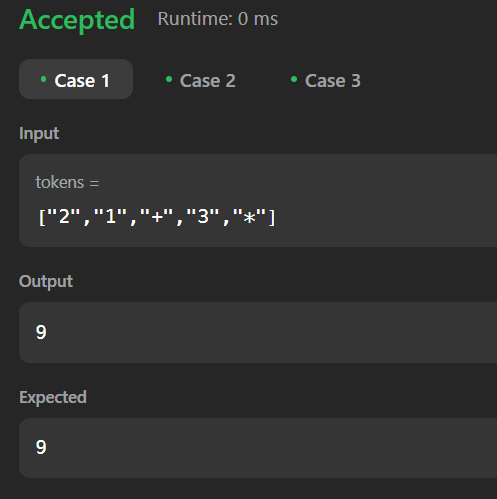 Accepted Runtime: 0 ms
Case 1 Case 2 Case 3
Input
tokens =
["2","1","+","3","*"]
Output
9
Expected
9